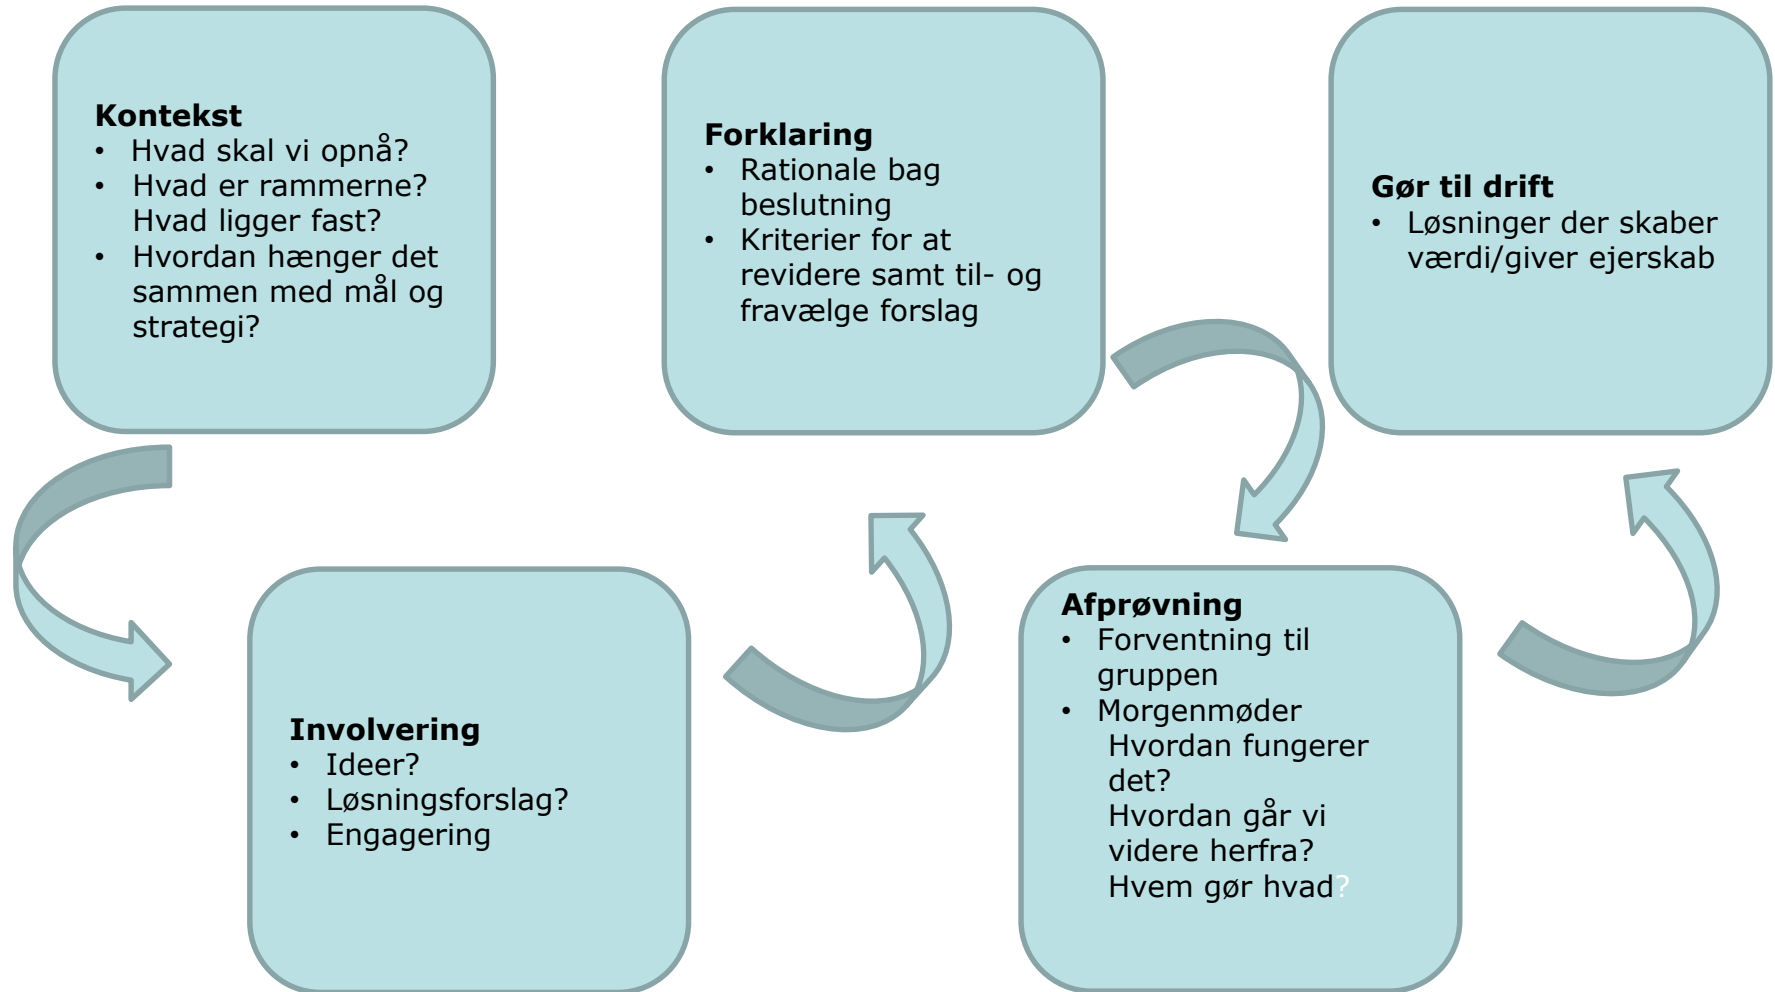 Kontekst
• Hvad skal vi opnå?
• Hvad er rammerne?
Hvad ligger fast?
• Hvordan hænger det
sammen med mål og
strategi?
Involvering
• Ideer?
• Løsningsforslag?
• Engagering
Forklaring
• Rationale bag
beslutning
• Kriterier for at
revidere samt til- og
fravælge forslag
Afprøvning
• Forventning til
gruppen
• Morgenmøder
Hvordan fungerer
det?
Hvordan går vi
videre herfra?
Hvem gør hvad?
Gør til drift
• Løsninger der skaber
værdi/giver ejerskab